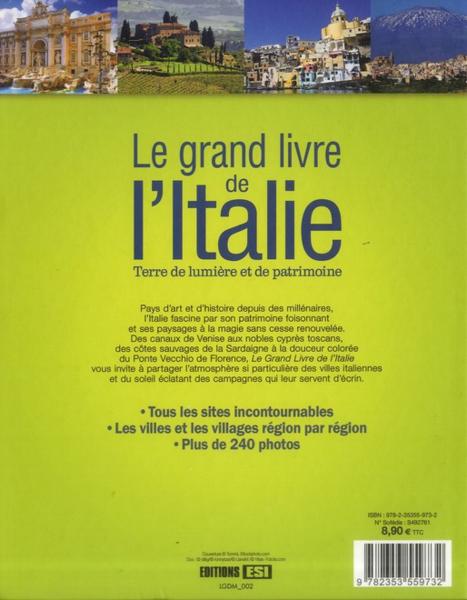 Le grand livre
de
l'Italie
Terre de lumière et de patrimoine
Pays d'art et d'histoire depuis des millénaires,
l'Italie fascine par son patrimoine foisonnant
et ses paysages à la magie sans cesse renouvelée.
Des canaux de Venise aux nobles cyprès toscans,
des côtes sauvages de la Sardaigne à la douceur colorée
du Ponte Vecchio de Florence, Le Grand Livre de l'Italie
vous invite à partager l'atmosphère si particulière des villes italiennes
et du soleil éclatant des campagnes qui leur servent d'écrin.
• Tous les sites incontournables
• Les villes et les villages région par région
• Plus de 240 photos
ISBN : 978-2-35355-973-2
N° Sofédis : S492761
8,90 € TTC
Couverture ©
EDITIONS ESI
LGDM_002
9 782353 559732